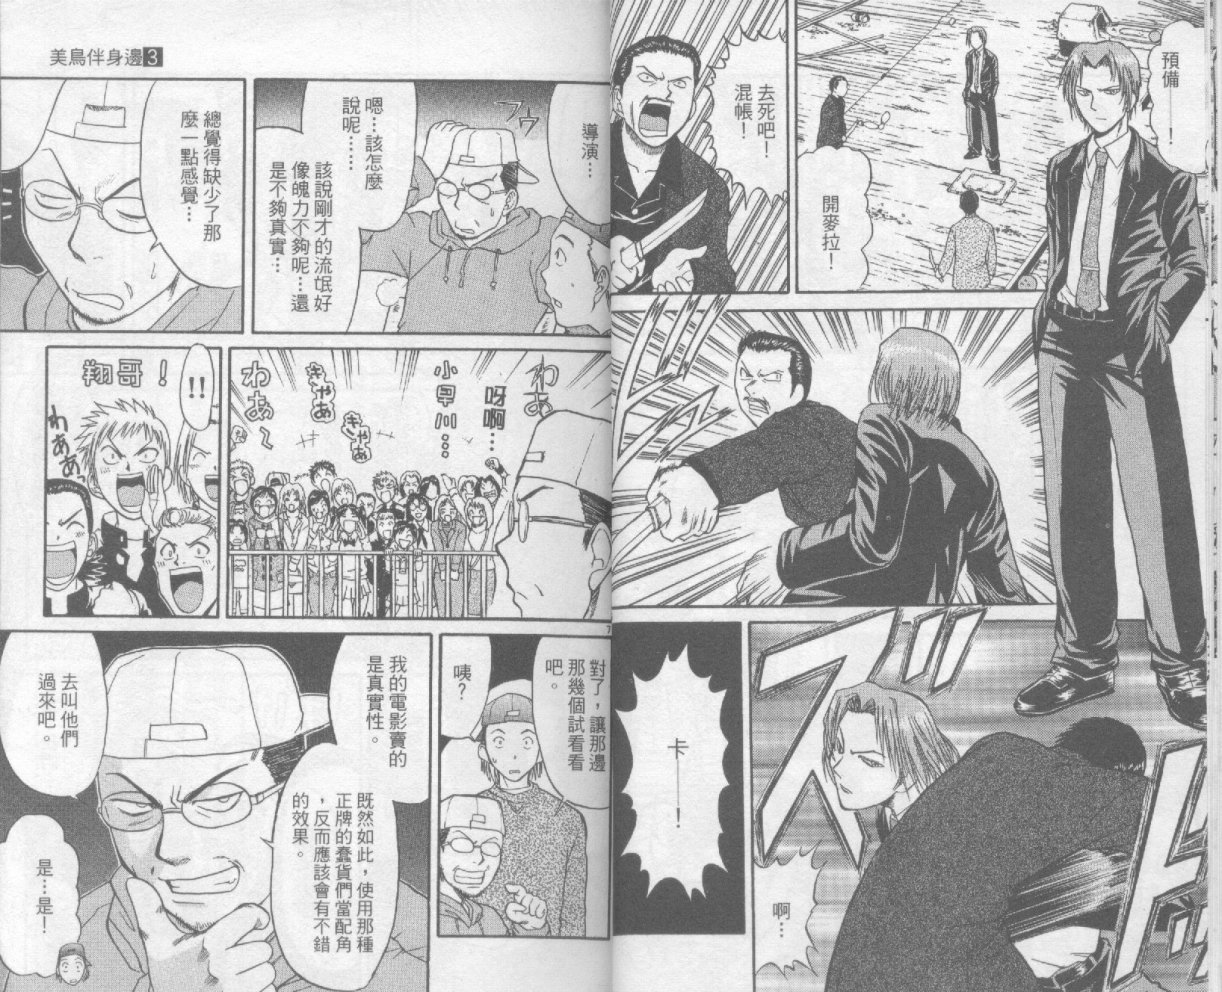 預備…！
開麥拉！
去死吧！
混帳！
卡——！
啊…
美鳥伴身邊3
導演…
嗯…該怎麼
說呢……
該說剛才的流氓好
像魄力不夠呢…還
是不夠真實…
フゥ
總覺得缺少了那
麼一點感覺…
わあ
呀啊…
小早川…
きゃあ
きゃあ
わあ〜
!!
翔哥！
わあぁ
對了，讓那邊
那幾個試看看
吧。
咦？
我的電影賣的
是真實性。
既然如此，使用那種
正牌的蠢貨們當配角
，反而應該會有不錯
的效果。
去叫他們
過來吧。
是…是！